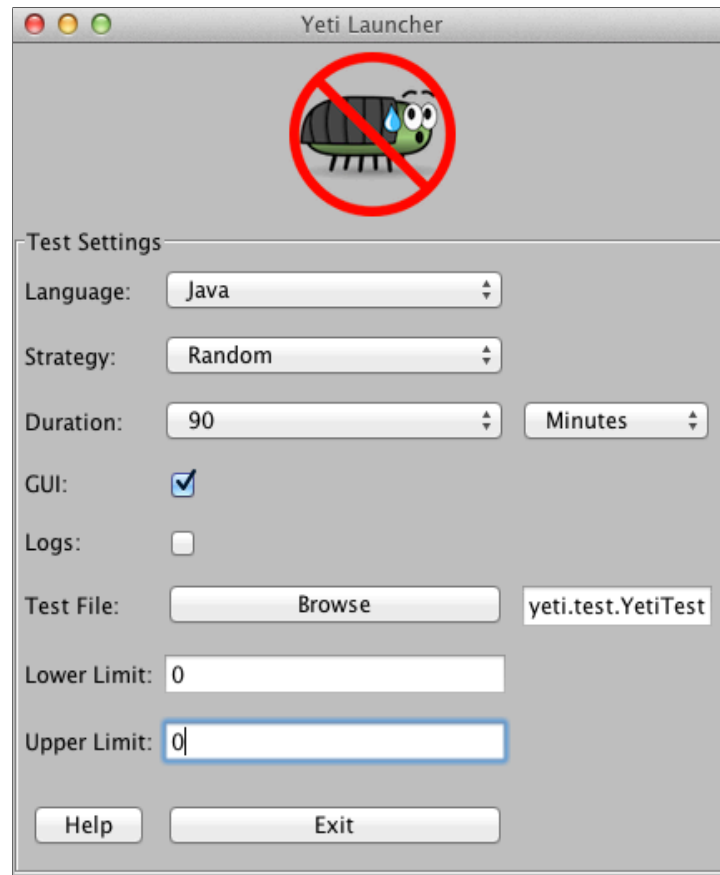 Yeti Launcher
Test Settings
Language: Java
Strategy: Random
Duration: 90 Minutes
GUI:
Logs:
Test File: Browse yeti.test.YetiTest
Lower Limit: 0
Upper Limit: 0
Help Exit